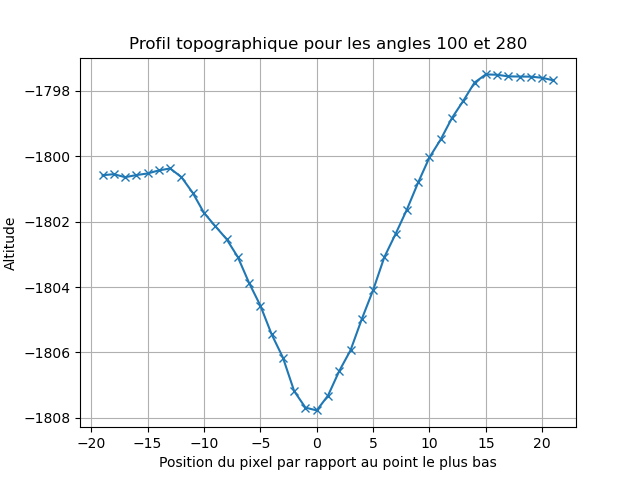 Profil topographique pour les angles 100 et 280
Altitude
−1798
−1800
−1802
−1804
−1806
−1808
−20 −15 −10 −5 0 5 10 15 20
Position du pixel par rapport au point le plus bas